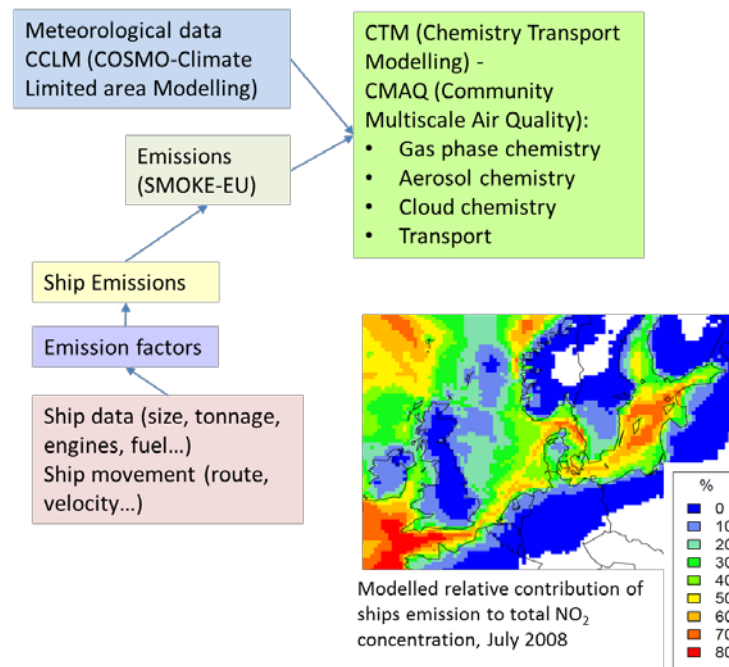 Meteorological data
CCLM (COSMO-Climate
Limited area Modelling)
CTM (Chemistry Transport
Modelling) -
CMAQ (Community
Multiscale Air Quality):
• Gas phase chemistry
• Aerosol chemistry
• Cloud chemistry
• Transport
Emissions
(SMOKE-EU)
Ship Emissions
Emission factors
Ship data (size, tonnage,
engines, fuel...)
Ship movement (route,
velocity...)
%
0
10
20
30
40
50
60
70
80
Modelled relative contribution of
ships emission to total NO₂
concentration, July 2008